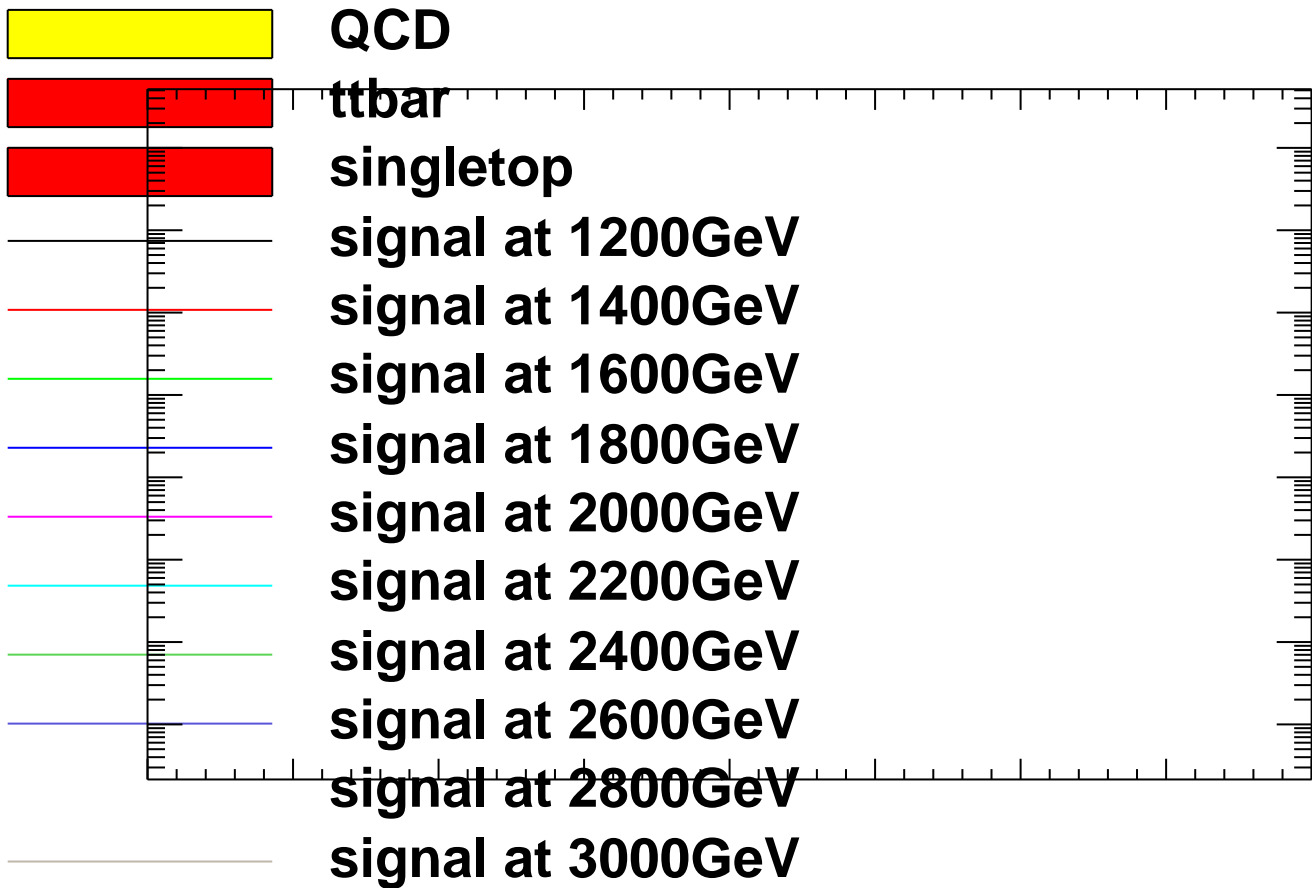 QCD
ttbar
singletop
signal at 1200GeV
signal at 1400GeV
signal at 1600GeV
signal at 1800GeV
signal at 2000GeV
signal at 2200GeV
signal at 2400GeV
signal at 2600GeV
signal at 2800GeV
signal at 3000GeV